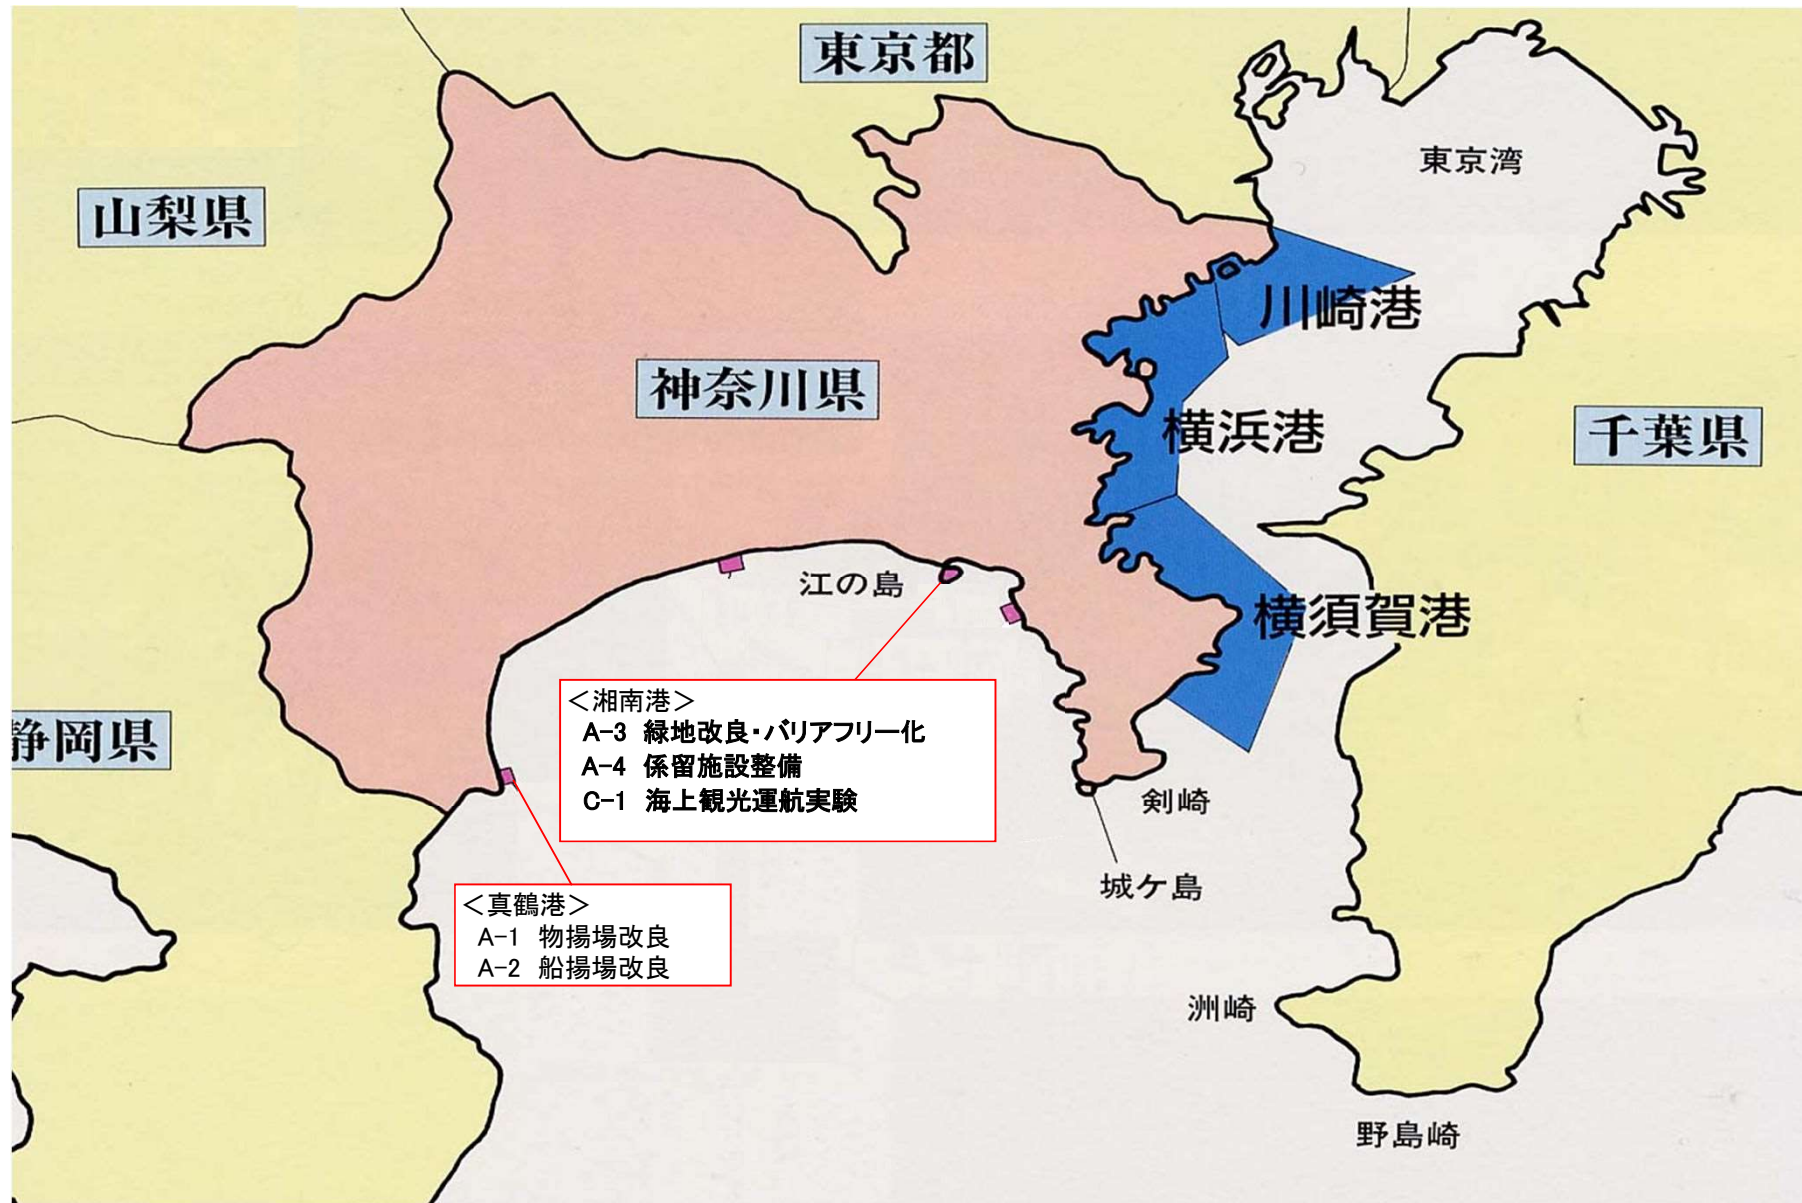 東京都
東京湾
山梨県
川崎港
神奈川県
横浜港
千葉県
江の島
横須賀港
<湘南港>
A-3 緑地改良・バリアフリー化
A-4 係留施設整備
C-1 海上観光運航実験
静岡県
剣崎
城ケ島
<真鶴港>
A-1 物揚場改良
A-2 船揚場改良
洲崎
野島崎